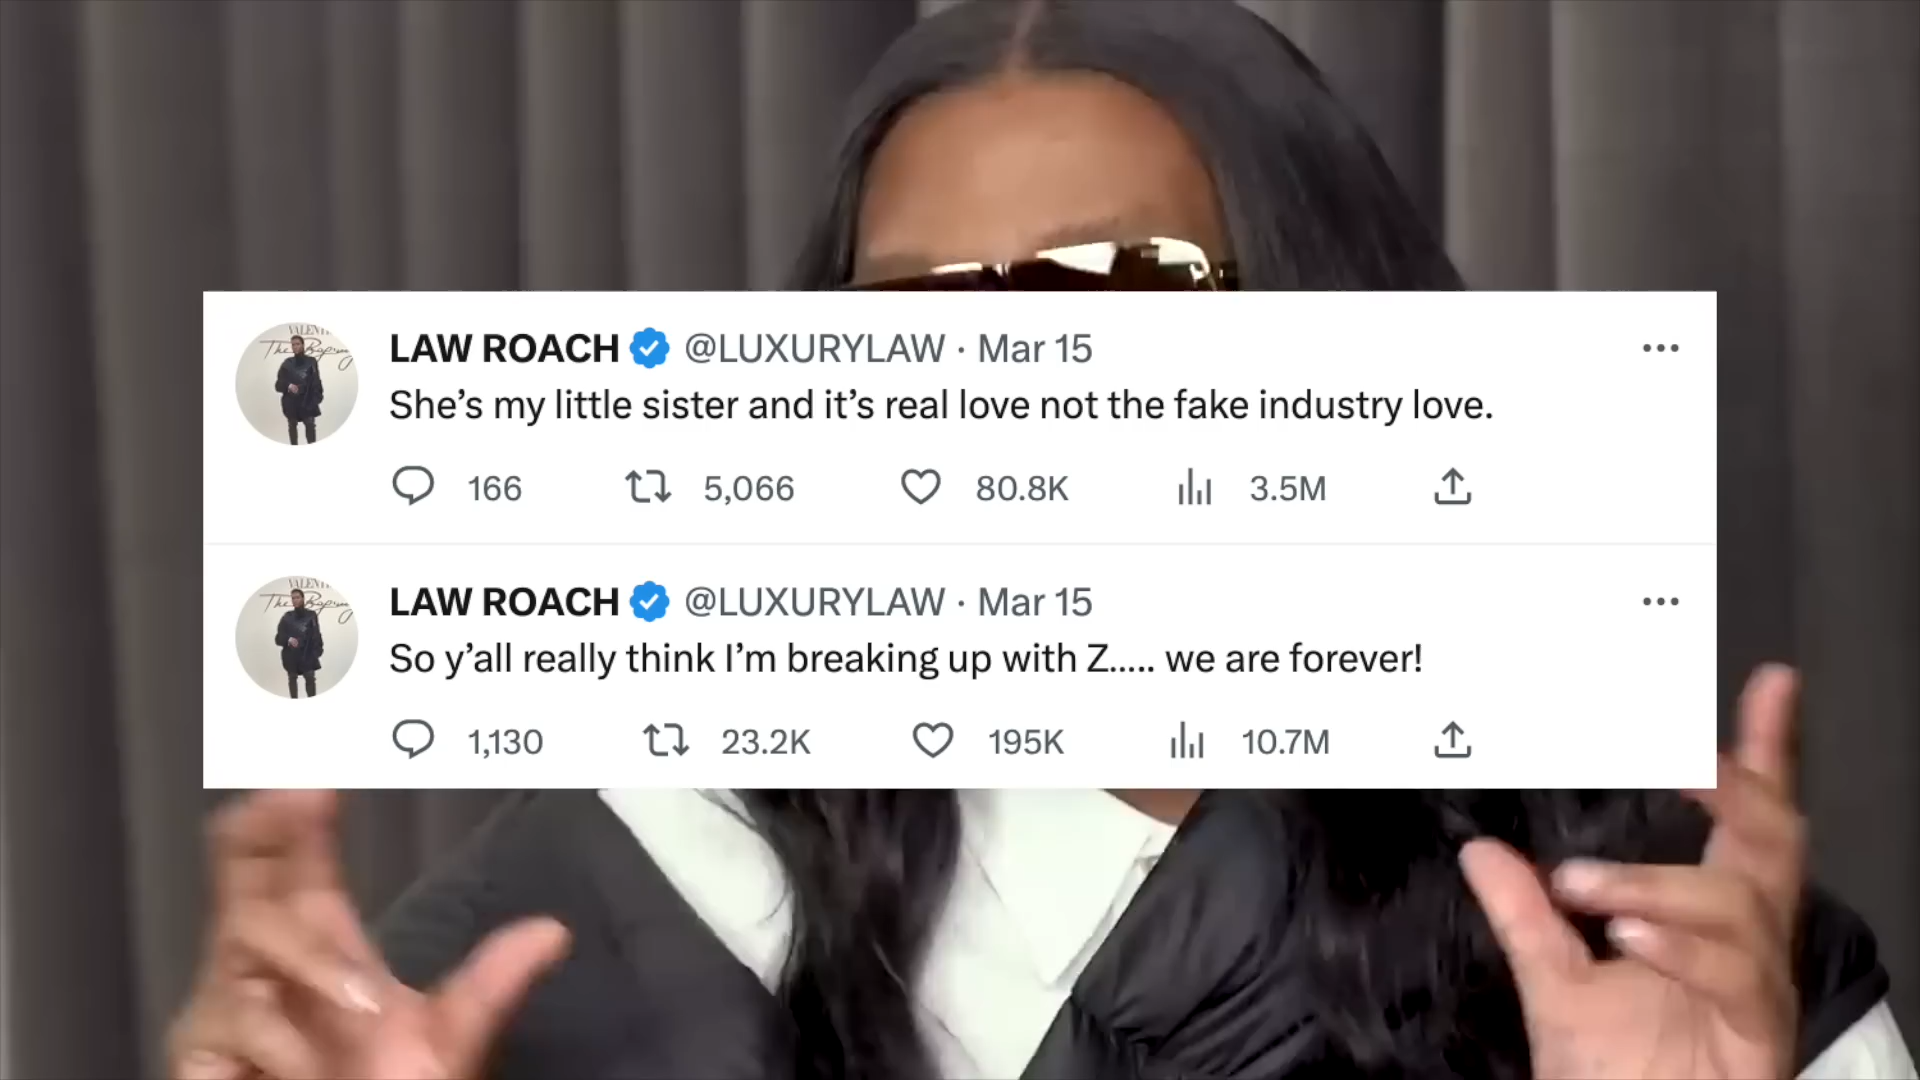 LAW ROACH @LUXURYLAW · Mar 15
She’s my little sister and it’s real love not the fake industry love.
166 5,066 80.8K 3.5M
LAW ROACH @LUXURYLAW · Mar 15
So y’all really think I’m breaking up with Z..... we are forever!
1,130 23.2K 195K 10.7M